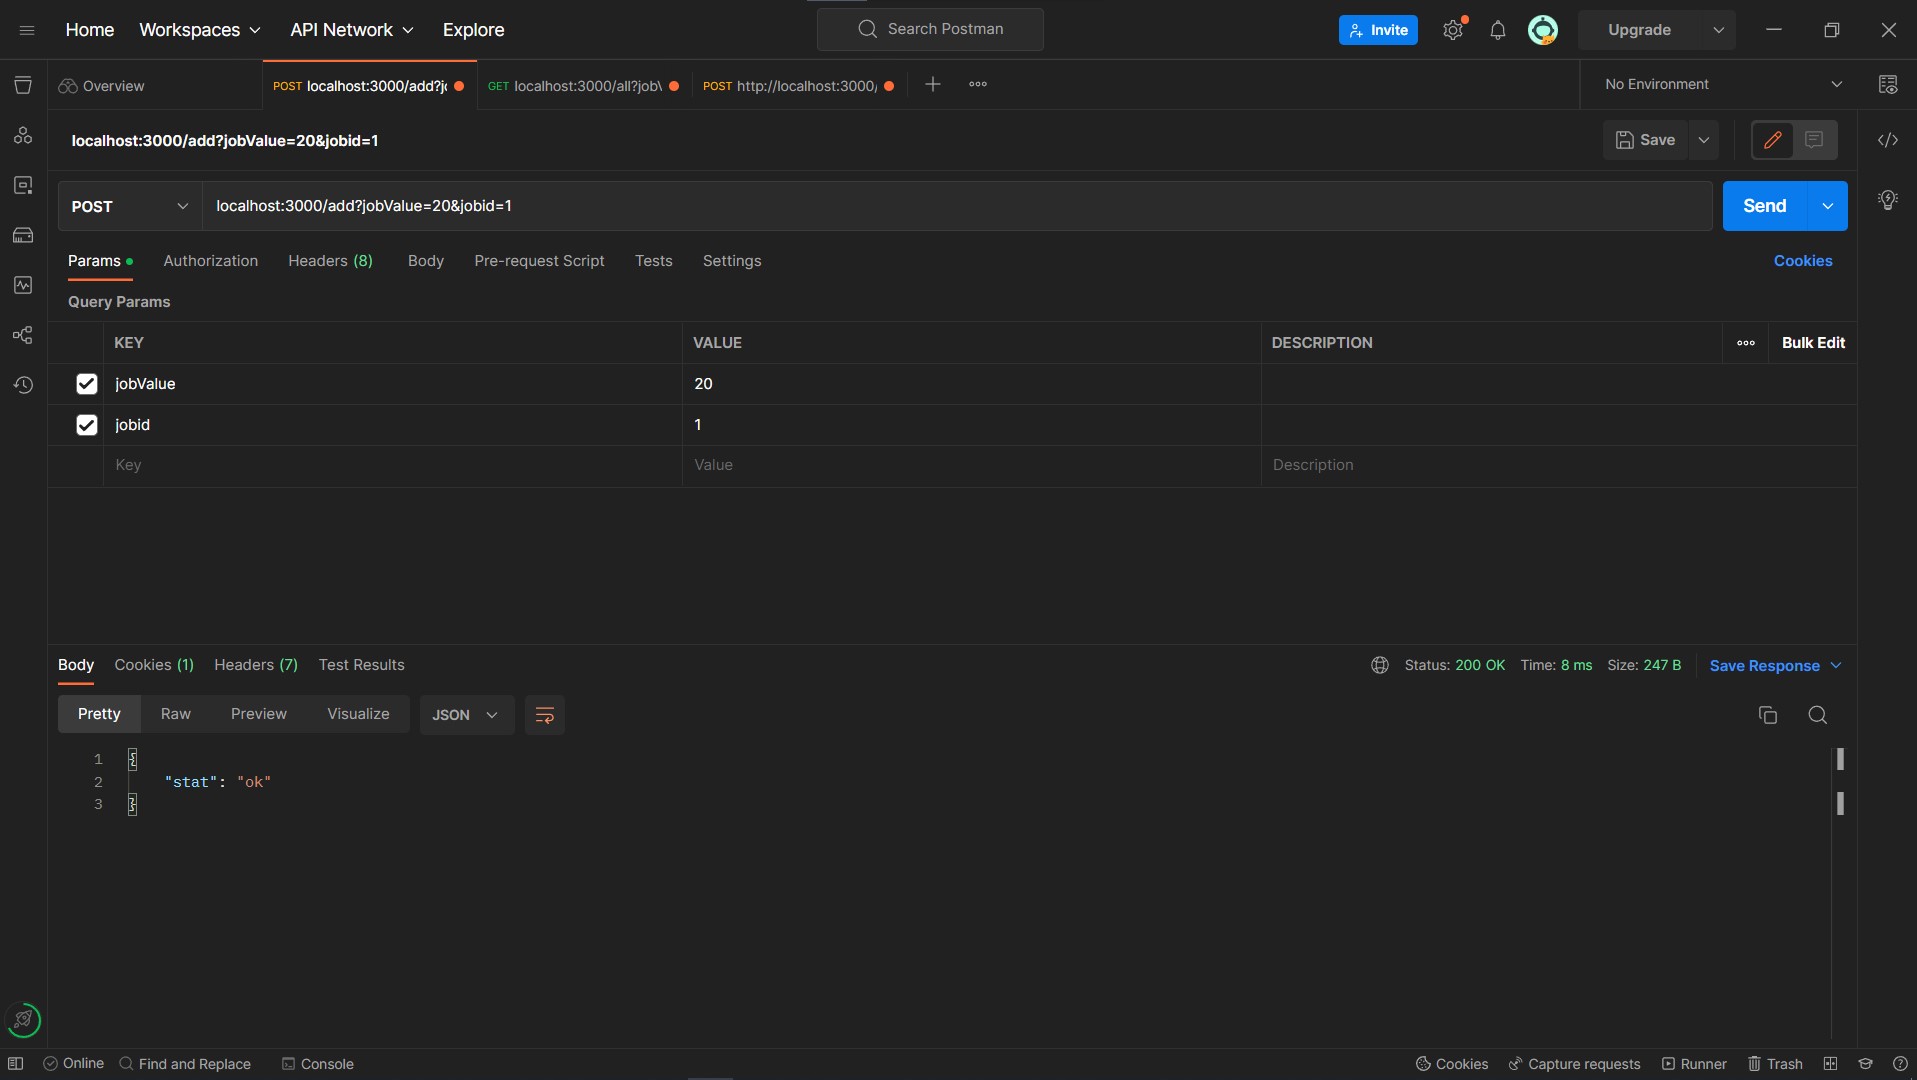 Home Workspaces API Network Explore Search Postman Invite Upgrade
Overview POST localhost:3000/add?jo GET localhost:3000/all?job\ POST http://localhost:3000/ No Environment
localhost:3000/add?jobValue=20&jobid=1 Save
POST localhost:3000/add?jobValue=20&jobid=1 Send
Params Authorization Headers (8) Body Pre-request Script Tests Settings Cookies
Query Params
KEY VALUE DESCRIPTION Bulk Edit
jobValue 20
jobid 1
Key Value Description
Body Cookies (1) Headers (7) Test Results Status: 200 OK Time: 8 ms Size: 247 B Save Response
Pretty Raw Preview Visualize JSON
1 {
2 "stat": "ok"
3 }
Online Find and Replace Console Cookies Capture requests Runner Trash